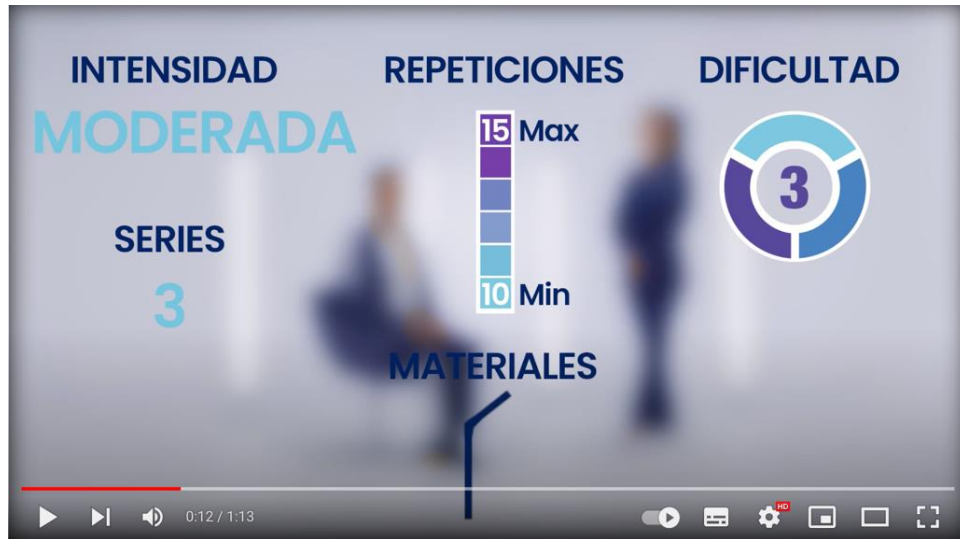 INTENSIDAD
MODERADA
SERIES
3
REPETICIONES
15 Max
10 Min
DIFICULTAD
3
MATERIALES
0:12 / 1:13
HD